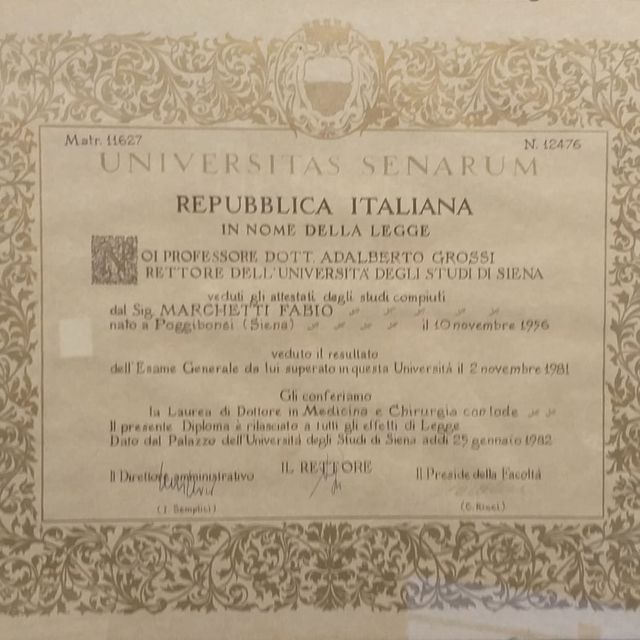 Matr. 11627
N. 12476
UNIVERSITAS SENARUM
REPUBBLICA ITALIANA
IN NOME DELLA LEGGE
NOI PROFESSORE DOTT. ADALBERTO GROSSI
RETTORE DELL'UNIVERSITA' DEGLI STUDI DI SIENA
veduti gli attestati degli studi compiuti
dal Sig. MARCHETTI FABIO
nato a Poggibonsi (Siena) il 10 novembre 1956
veduto il resultato
dell'Esame Generale da lui superato in questa Università il 2 novembre 1981
Gli conferiamo
la Laurea di Dottore in Medicina e Chirurgia con lode
Il presente Diploma è rilasciato a tutti gli effetti di Legge
Dato dal Palazzo dell'Università degli Studi di Siena addì 25 gennaio 1982
Il Direttore amministrativo
IL RETTORE
Il Preside della Facoltà
(I. Semplici)
(C. Ricci)